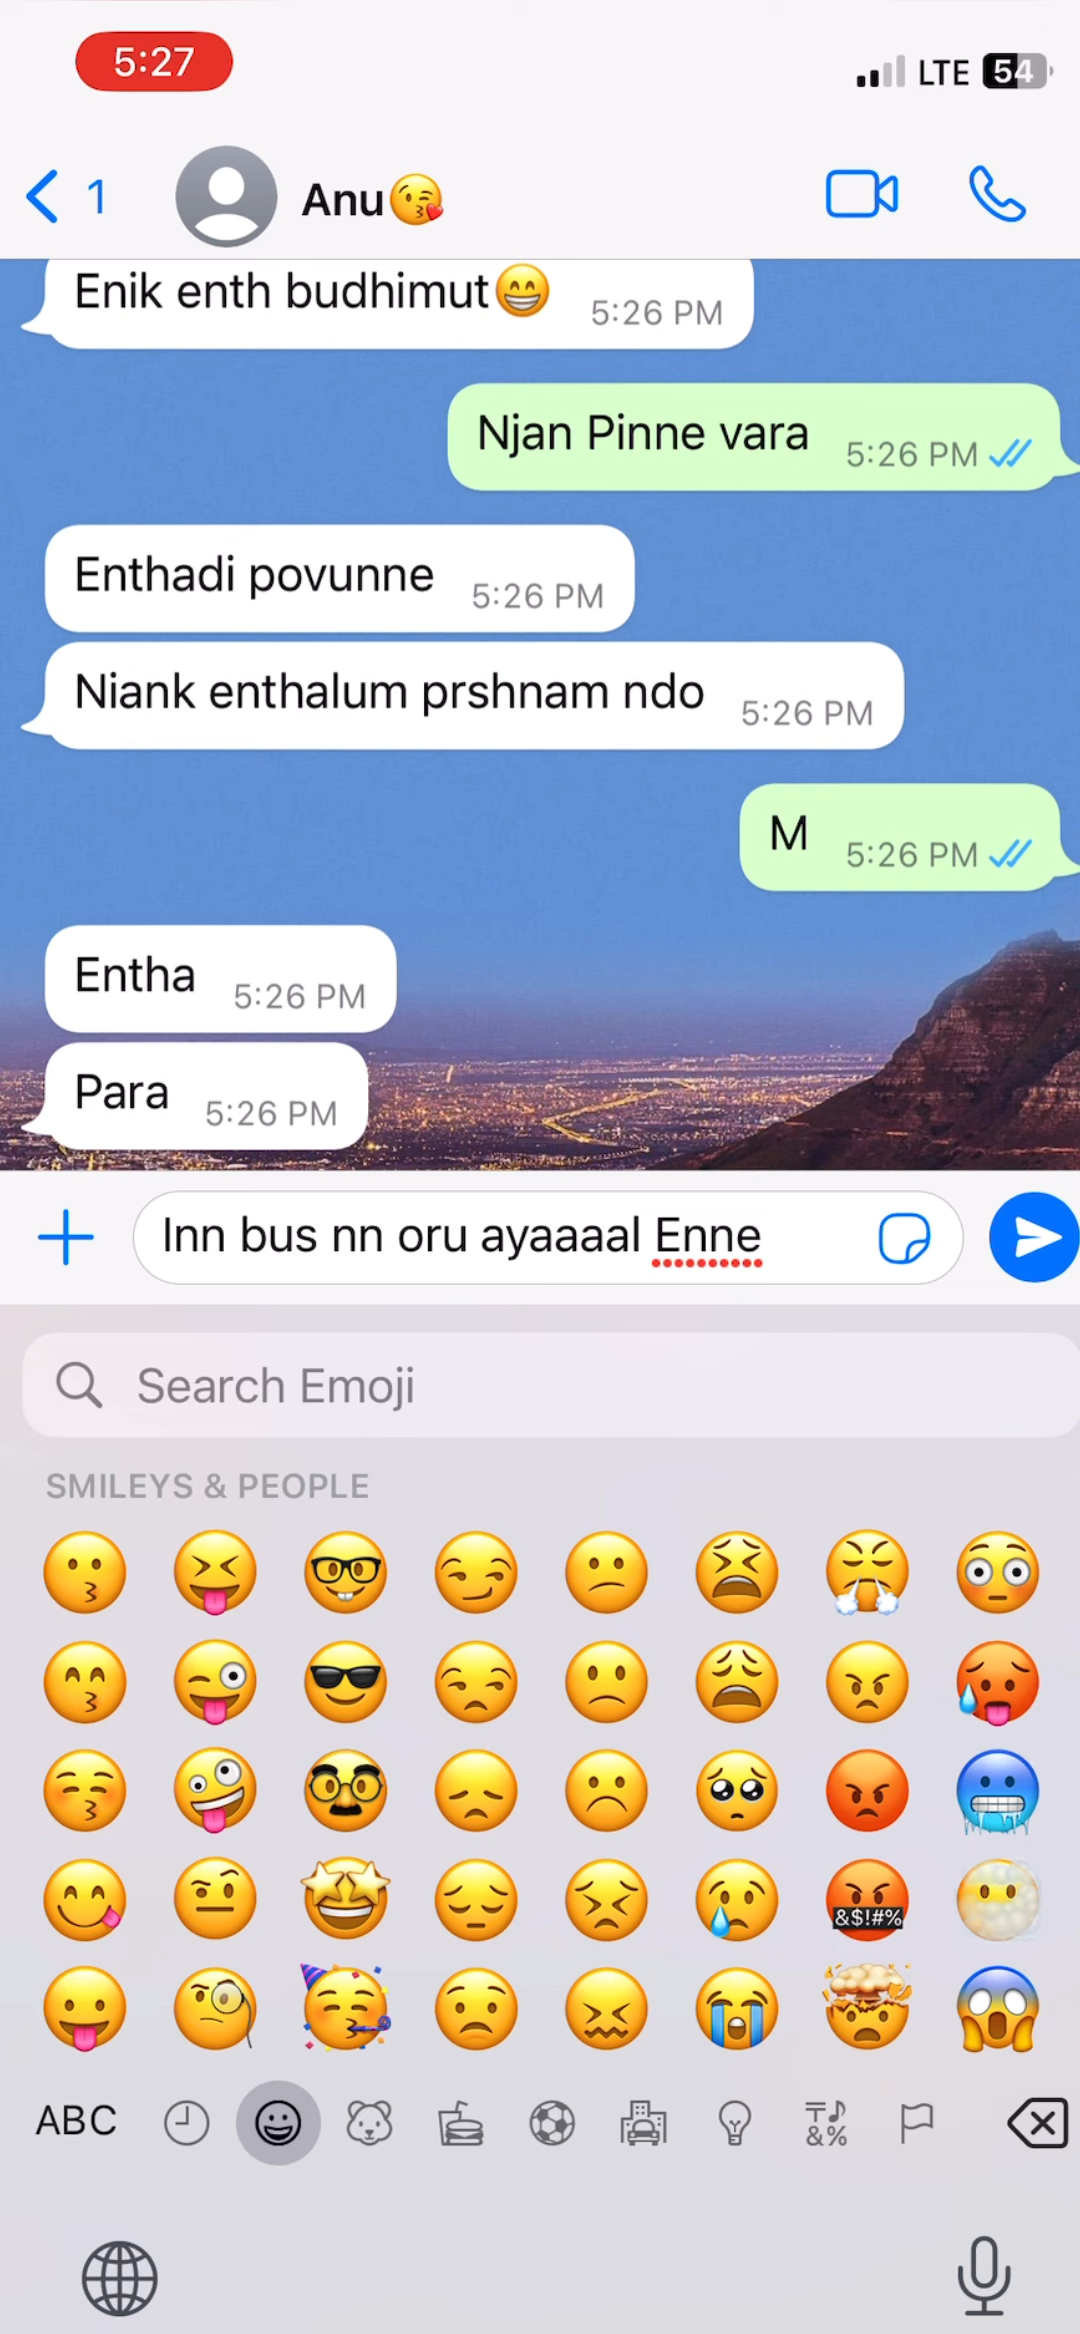 5:27
LTE 54
1 Anu😘
Enik enth budhimut😁 5:26 PM
Njan Pinne vara 5:26 PM
Enthadi povunne 5:26 PM
Niank enthalum prshnam ndo 5:26 PM
M 5:26 PM
Entha 5:26 PM
Para 5:26 PM
Inn bus nn oru ayaaaal Enne
Search Emoji
SMILEYS & PEOPLE
&$!#%
ABC
&%